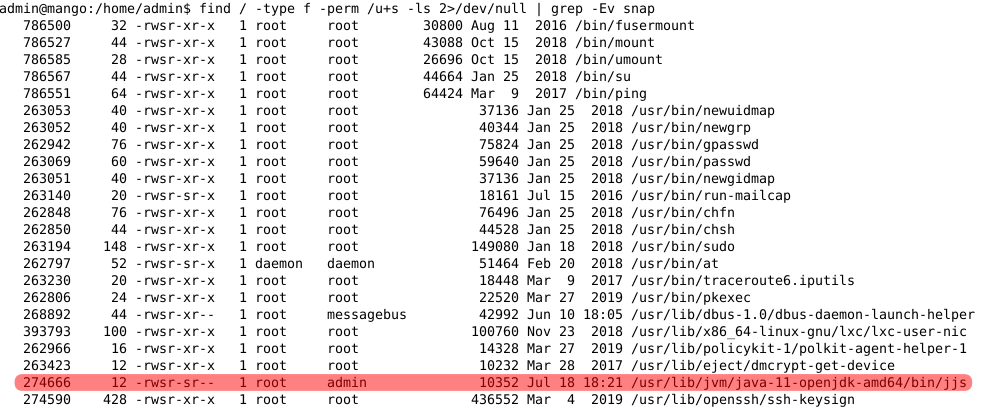 admin@mango:/home/admin$ find / -type f -perm /u+s -ls 2>/dev/null | grep -Ev snap
786500 32 -rwsr-xr-x 1 root root 30800 Aug 11 2016 /bin/fusermount
786527 44 -rwsr-xr-x 1 root root 43088 Oct 15 2018 /bin/mount
786585 28 -rwsr-xr-x 1 root root 26696 Oct 15 2018 /bin/umount
786567 44 -rwsr-xr-x 1 root root 44664 Jan 25 2018 /bin/su
786551 64 -rwsr-xr-x 1 root root 64424 Mar 9 2017 /bin/ping
263053 40 -rwsr-xr-x 1 root root 37136 Jan 25 2018 /usr/bin/newuidmap
263052 40 -rwsr-xr-x 1 root root 40344 Jan 25 2018 /usr/bin/newgrp
262942 76 -rwsr-xr-x 1 root root 75824 Jan 25 2018 /usr/bin/gpasswd
263069 60 -rwsr-xr-x 1 root root 59640 Jan 25 2018 /usr/bin/passwd
263051 40 -rwsr-xr-x 1 root root 37136 Jan 25 2018 /usr/bin/newgidmap
263140 20 -rwsr-sr-x 1 root root 18161 Jul 15 2016 /usr/bin/run-mailcap
262848 76 -rwsr-xr-x 1 root root 76496 Jan 25 2018 /usr/bin/chfn
262850 44 -rwsr-xr-x 1 root root 44528 Jan 25 2018 /usr/bin/chsh
263194 148 -rwsr-xr-x 1 root root 149080 Jan 18 2018 /usr/bin/sudo
262797 52 -rwsr-sr-x 1 daemon daemon 51464 Feb 20 2018 /usr/bin/at
263230 20 -rwsr-xr-x 1 root root 18448 Mar 9 2017 /usr/bin/traceroute6.iputils
262806 24 -rwsr-xr-x 1 root root 22520 Mar 27 2019 /usr/bin/pkexec
268892 44 -rwsr-xr-- 1 root messagebus 42992 Jun 10 18:05 /usr/lib/dbus-1.0/dbus-daemon-launch-helper
393793 100 -rwsr-xr-x 1 root root 100760 Nov 23 2018 /usr/lib/x86_64-linux-gnu/lxc/lxc-user-nic
262966 16 -rwsr-xr-x 1 root root 14328 Mar 27 2019 /usr/lib/policykit-1/polkit-agent-helper-1
263423 12 -rwsr-xr-x 1 root root 10232 Mar 28 2017 /usr/lib/eject/dmcrypt-get-device
274666 12 -rwsr-sr-- 1 root admin 10352 Jul 18 18:21 /usr/lib/jvm/java-11-openjdk-amd64/bin/jjs
274590 428 -rwsr-xr-x 1 root root 436552 Mar 4 2019 /usr/lib/openssh/ssh-keysign